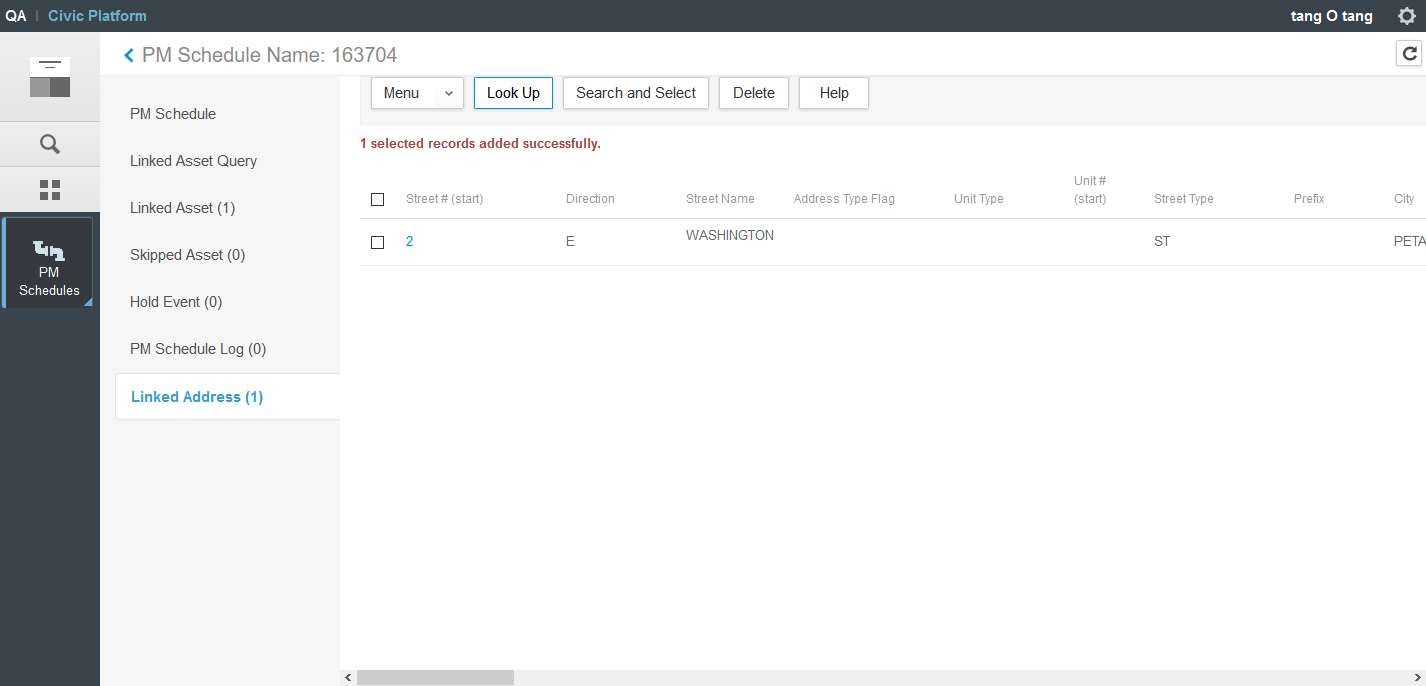 QA | Civic Platform
tang O tang
PM Schedule Name: 163704
PM
Schedules
PM Schedule
Linked Asset Query
Linked Asset (1)
Skipped Asset (0)
Hold Event (0)
PM Schedule Log (0)
Linked Address (1)
Menu Look Up Search and Select Delete Help
1 selected records added successfully.
Street # (start) Direction Street Name Address Type Flag Unit Type Unit # (start) Street Type Prefix City
2 E WASHINGTON ST PETA